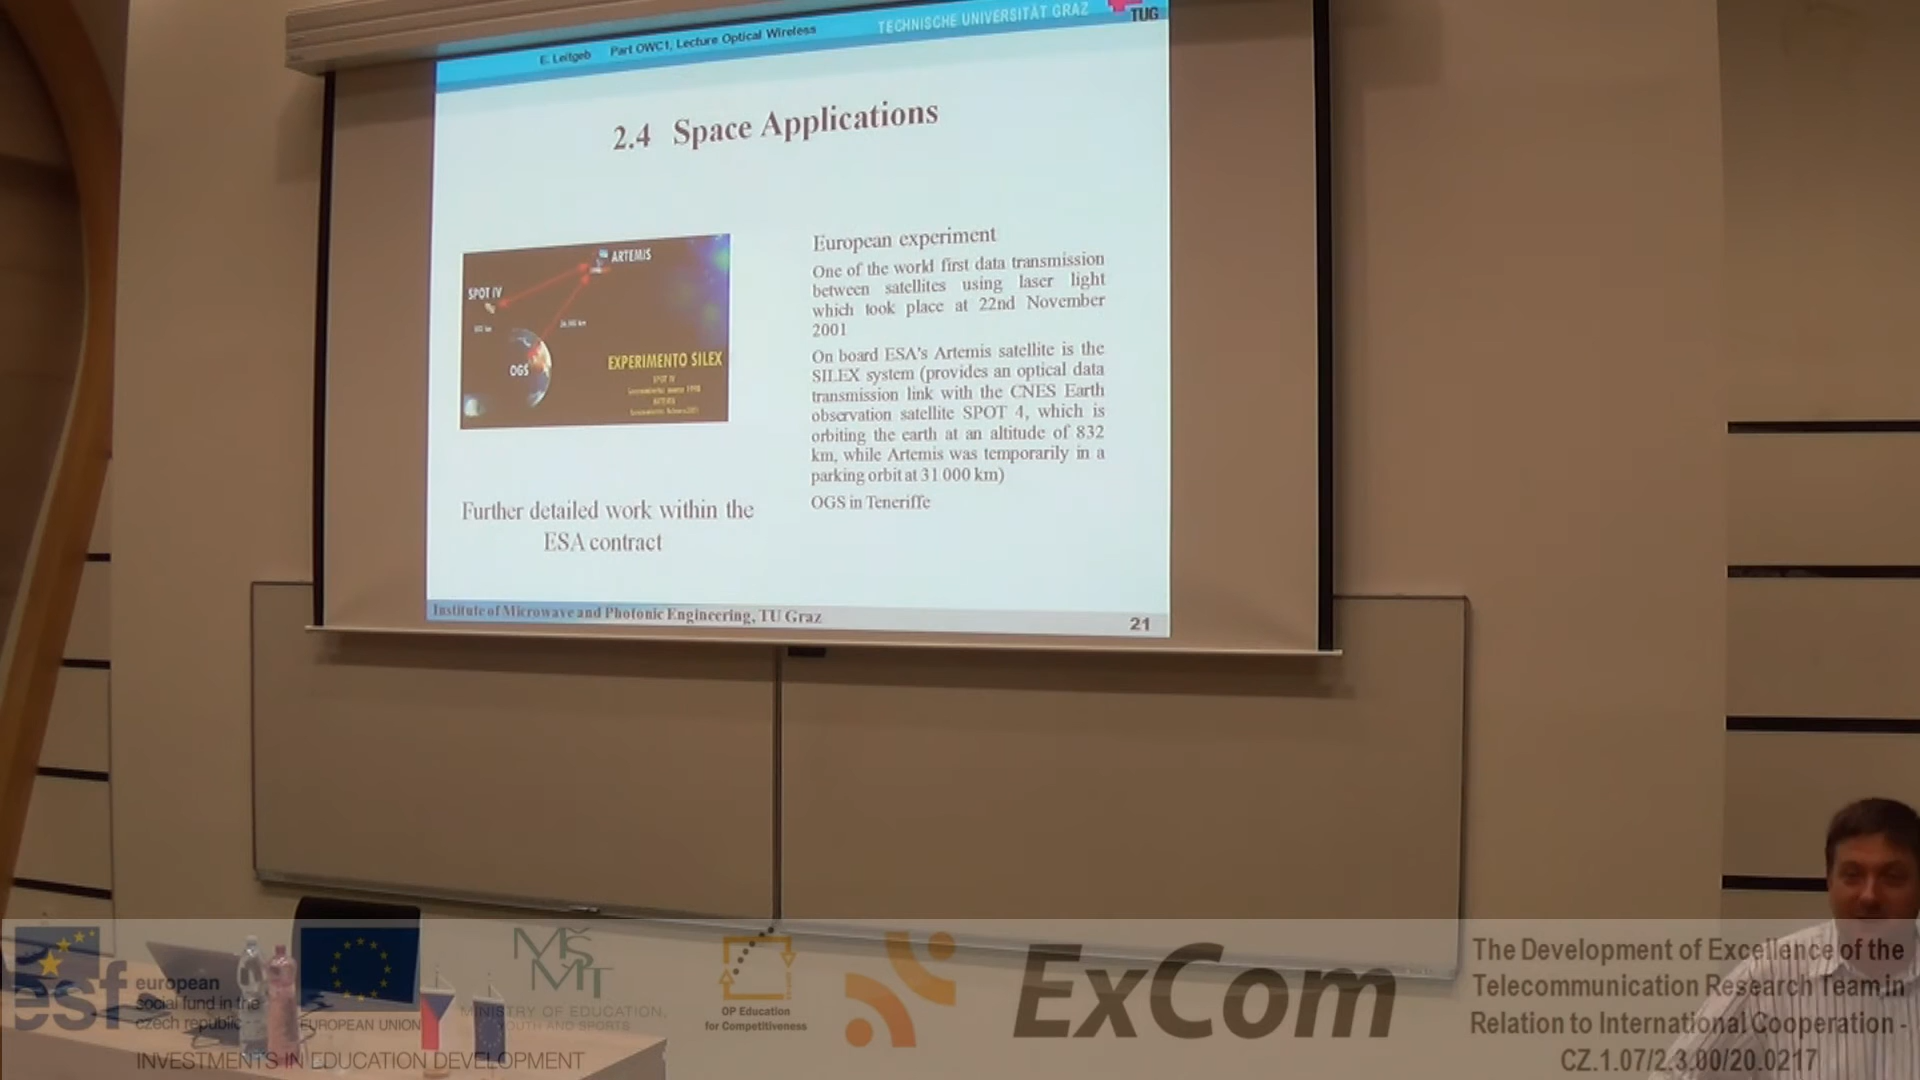 E. Leitgeb Part OWC1, Lecture Optical Wireless
TECHNISCHE UNIVERSITÄT GRAZ
TUG
2.4 Space Applications
ARTEMIS
SPOT IV
OGS
EXPERIMENTO SILEX
SPOT IV
ARTEMIS
Further detailed work within the
ESA contract
European experiment
One of the world first data transmission
between satellites using laser light
which took place at 22nd November
2001
On board ESA's Artemis satellite is the
SILEX system (provides an optical data
transmission link with the CNES Earth
observation satellite SPOT 4, which is
orbiting the earth at an altitude of 832
km, while Artemis was temporarily in a
parking orbit at 31 000 km)
OGS in Teneriffe
Institute of Microwave and Photonic Engineering, TU Graz
21
esf
european
social fund in the
czech republic
EUROPEAN UNION
MŠMT
MINISTRY OF EDUCATION,
YOUTH AND SPORTS
OP Education
for Competitiveness
INVESTMENTS IN EDUCATION DEVELOPMENT
ExCom
The Development of Excellence of the
Telecommunication Research Team in
Relation to International Cooperation -
CZ.1.07/2.3.00/20.0217